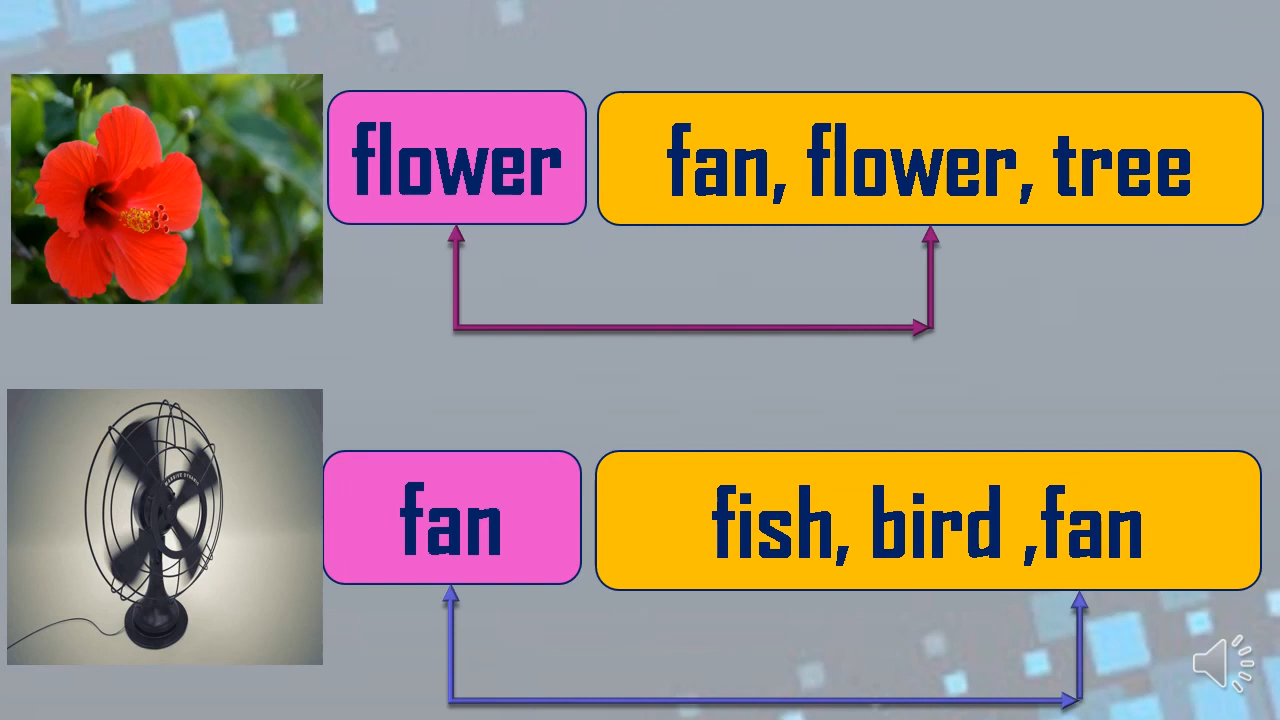 flower
fan, flower, tree
fan
fish, bird ,fan